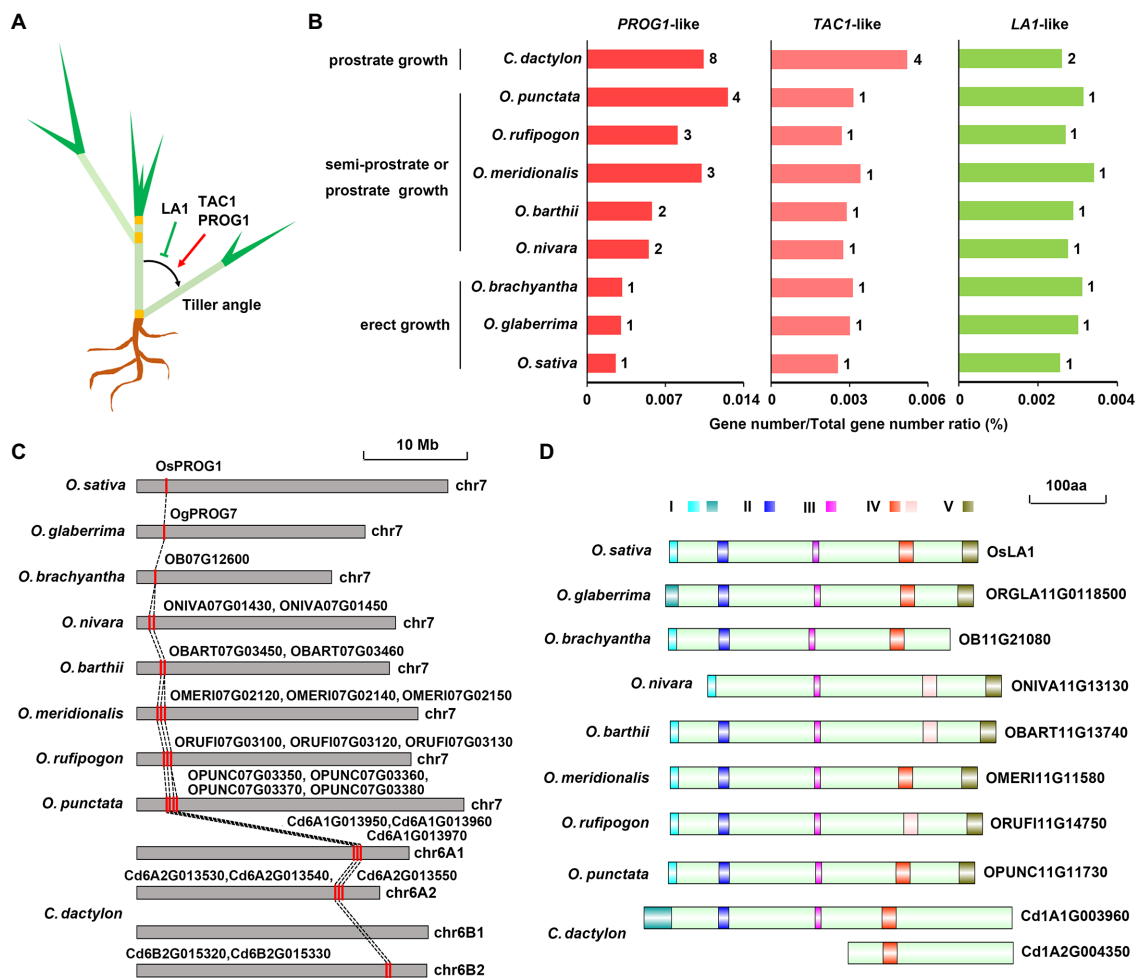 A
LA1
TAC1
PROG1
Tiller angle
B
PROG1-like
TAC1-like
LA1-like
prostrate growth
C. dactylon
8
4
2
O. punctata
4
1
1
O. rufipogon
3
1
1
semi-prostrate or
prostrate growth
O. meridionalis
3
1
1
O. barthii
2
1
1
O. nivara
2
1
1
O. brachyantha
1
1
1
erect growth
O. glaberrima
1
1
1
O. sativa
1
1
1
0 0.007 0.014
0 0.003 0.006
0 0.002 0.004
Gene number/Total gene number ratio (%)
C
10 Mb
OsPROG1
O. sativa
chr7
OgPROG7
O. glaberrima
chr7
OB07G12600
O. brachyantha
chr7
ONIVA07G01430, ONIVA07G01450
O. nivara
chr7
OBART07G03450, OBART07G03460
O. barthii
chr7
OMERI07G02120, OMERI07G02140, OMERI07G02150
O. meridionalis
chr7
ORUFI07G03100, ORUFI07G03120, ORUFI07G03130
O. rufipogon
chr7
OPUNC07G03350, OPUNC07G03360,
OPUNC07G03370, OPUNC07G03380
O. punctata
chr7
Cd6A1G013950,Cd6A1G013960
Cd6A1G013970
chr6A1
Cd6A2G013530,Cd6A2G013540, Cd6A2G013550
chr6A2
C. dactylon
chr6B1
Cd6B2G015320,Cd6B2G015330
chr6B2
D
100aa
I II III IV V
O. sativa
OsLA1
O. glaberrima
ORGLA11G0118500
O. brachyantha
OB11G21080
O. nivara
ONIVA11G13130
O. barthii
OBART11G13740
O. meridionalis
OMERI11G11580
O. rufipogon
ORUFI11G14750
O. punctata
OPUNC11G11730
C. dactylon
Cd1A1G003960
Cd1A2G004350